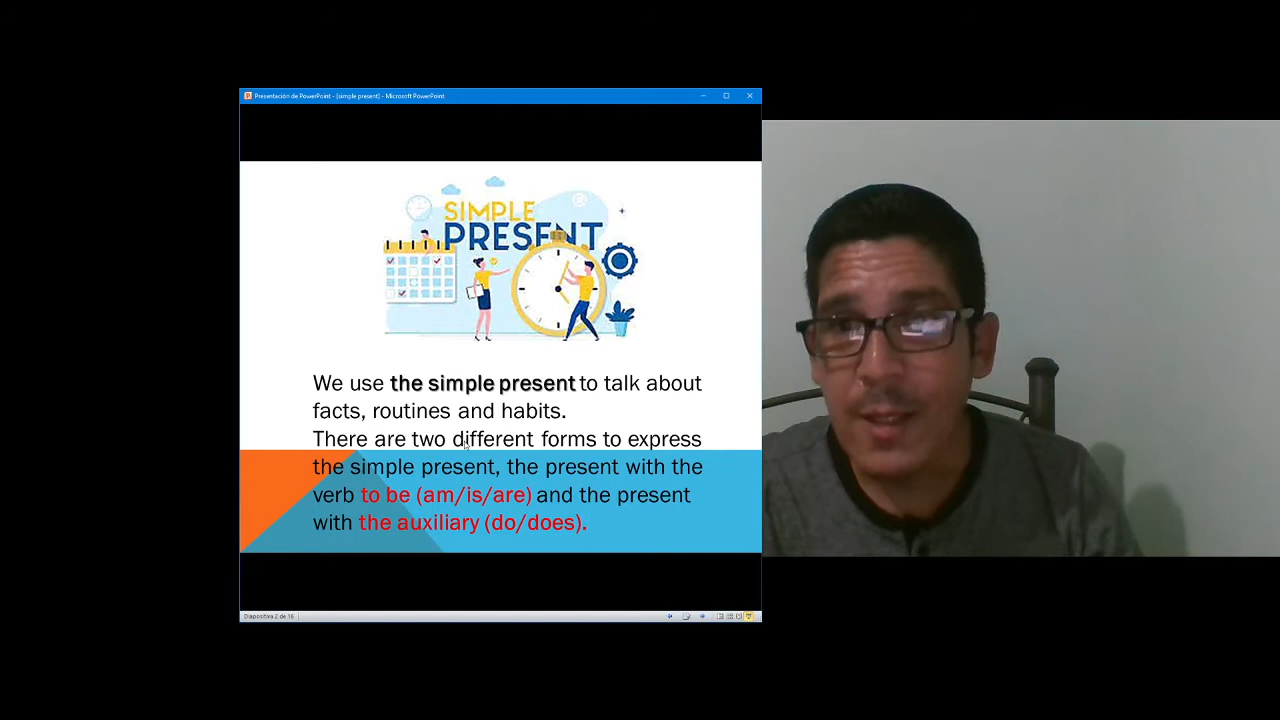 Presentación de PowerPoint - [simple present] - Microsoft PowerPoint
SIMPLE
PRESENT
We use the simple present to talk about
facts, routines and habits.
There are two different forms to express
the simple present, the present with the
verb to be (am/is/are) and the present
with the auxiliary (do/does).
Diapositiva 2 de 16